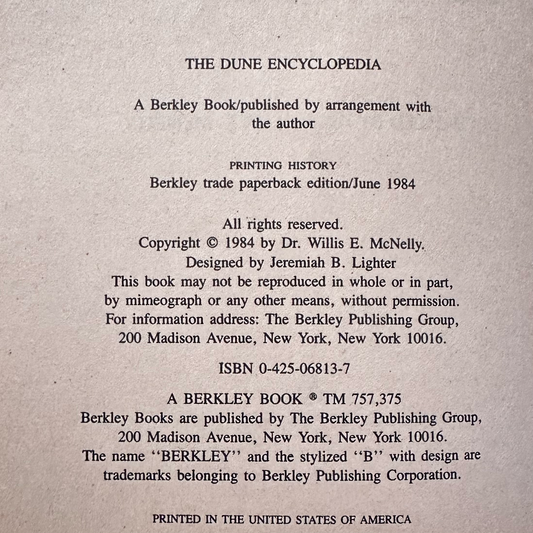 THE DUNE ENCYCLOPEDIA
A Berkley Book/published by arrangement with
the author
PRINTING HISTORY
Berkley trade paperback edition/June 1984
All rights reserved.
Copyright © 1984 by Dr. Willis E. McNelly.
Designed by Jeremiah B. Lighter
This book may not be reproduced in whole or in part,
by mimeograph or any other means, without permission.
For information address: The Berkley Publishing Group,
200 Madison Avenue, New York, New York 10016.
ISBN 0-425-06813-7
A BERKLEY BOOK ® TM 757,375
Berkley Books are published by The Berkley Publishing Group,
200 Madison Avenue, New York, New York 10016.
The name ‘‘BERKLEY’’ and the stylized ‘‘B’’ with design are
trademarks belonging to Berkley Publishing Corporation.
PRINTED IN THE UNITED STATES OF AMERICA